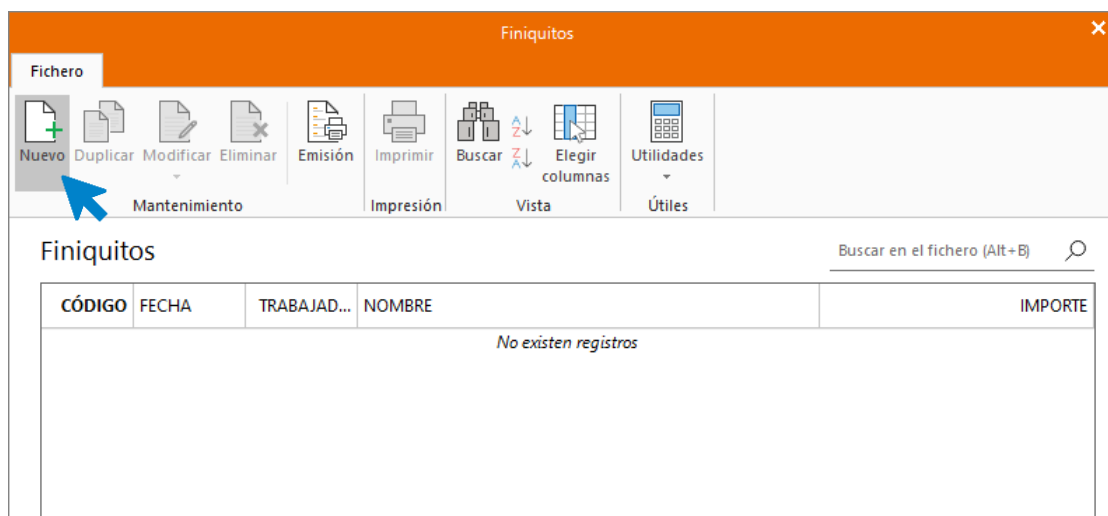 Finiquitos
Fichero
Nuevo Duplicar Modificar Eliminar Emisión Imprimir Buscar Elegir columnas Utilidades
Mantenimiento Impresión Vista Útiles
Finiquitos
Buscar en el fichero (Alt+B)
CÓDIGO FECHA TRABAJAD... NOMBRE IMPORTE
No existen registros